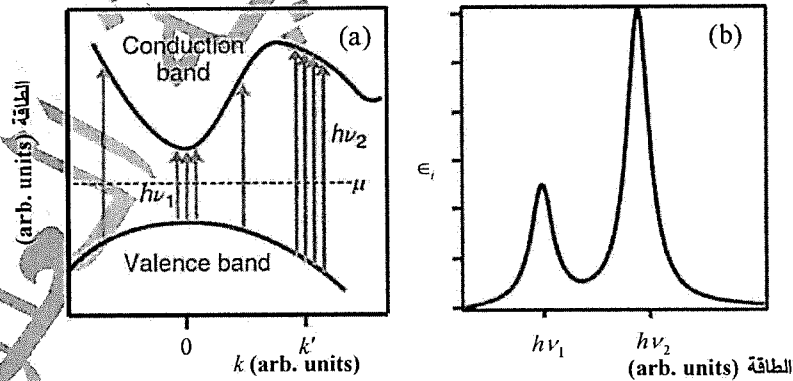 (a)
Conduction
band
hν₂
hν₁
μ
Valence band
0
k'
k (arb. units)
(arb. units) الطاقة
(b)
∈ᵢ
hν₁
hν₂
(arb. units) الطاقة